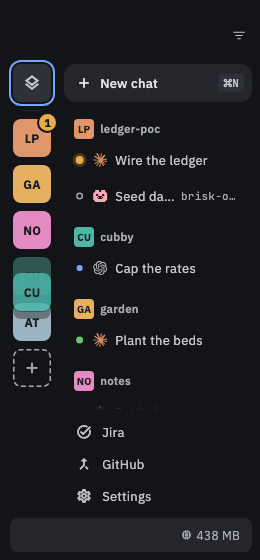 New chat ⌘N
1
LP
GA
NO
CU
AT
LP ledger-poc
Wire the ledger
Seed da... brisk-o...
CU cubby
Cap the rates
GA garden
Plant the beds
NO notes
Jira
GitHub
Settings
438 MB